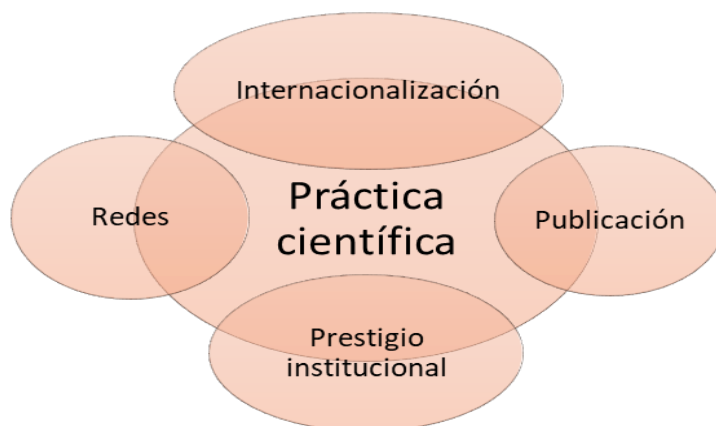 Internacionalización
Redes
Práctica
científica
Publicación
Prestigio
institucional